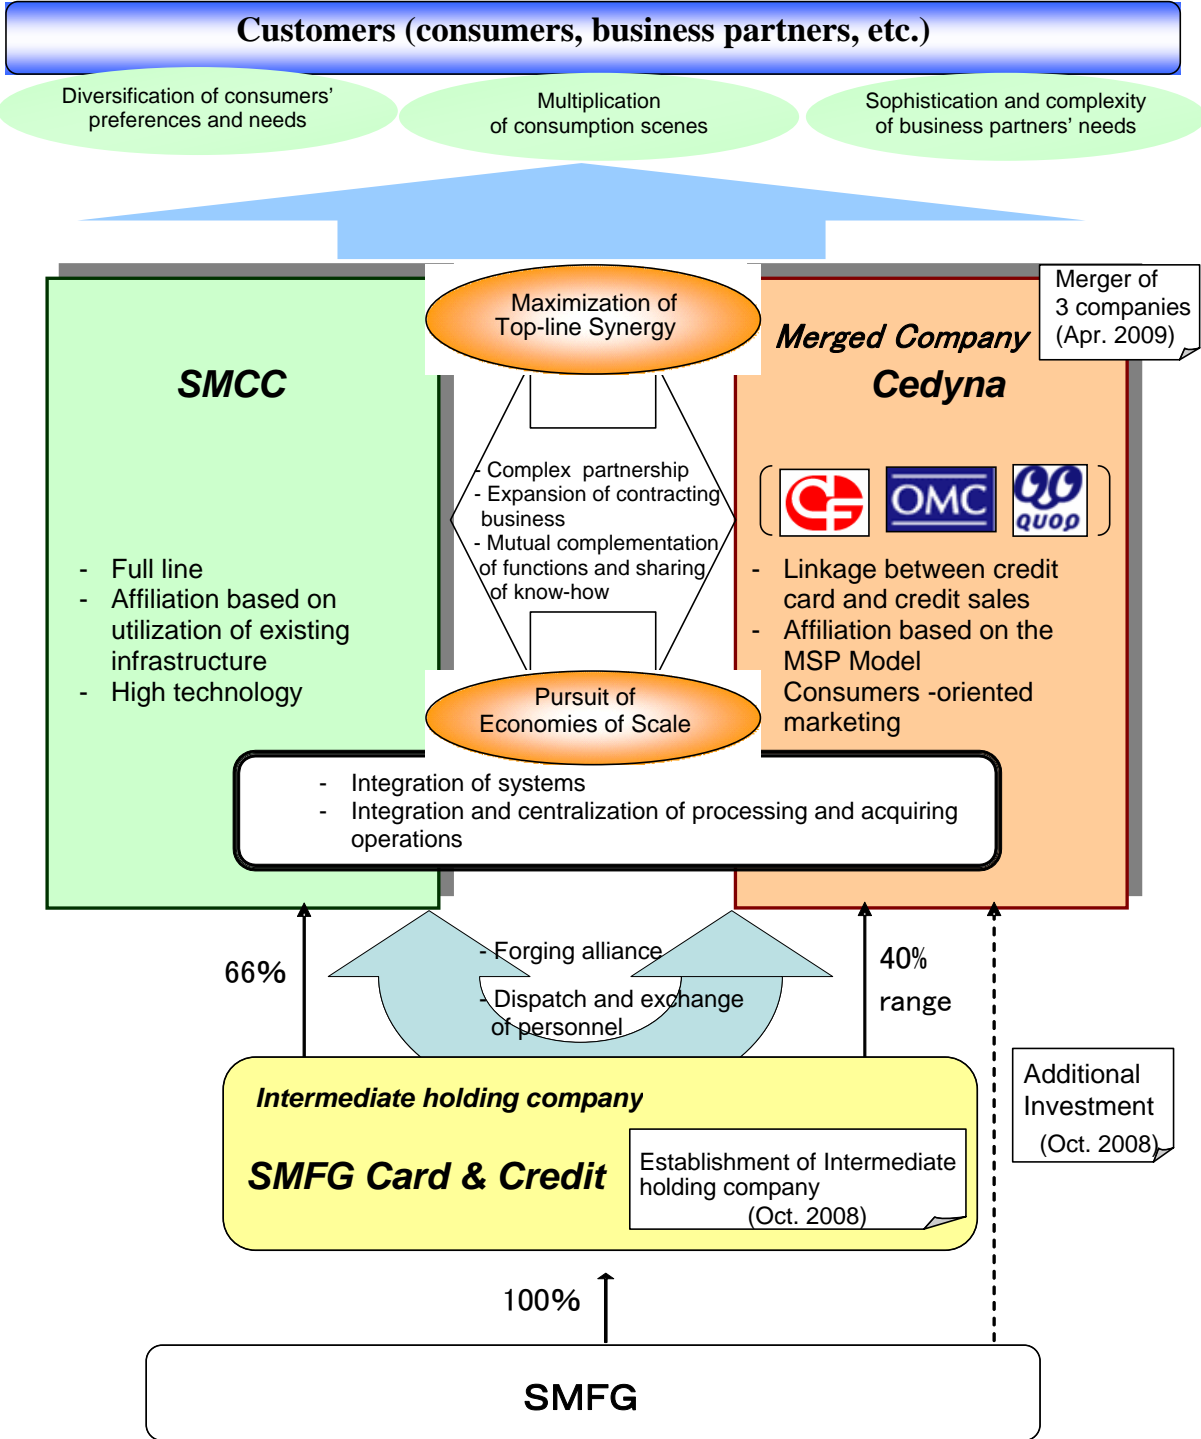 Customers (consumers, business partners, etc.)
Diversification of consumers'
preferences and needs
Multiplication
of consumption scenes
Sophistication and complexity
of business partners' needs
Maximization of
Top-line Synergy
Merger of
3 companies
(Apr. 2009)
SMCC
Merged Company
Cedyna
- Complex partnership
- Expansion of contracting
business
- Mutual complementation
of functions and sharing
of know-how
CF
OMC
QUOQ
- Full line
- Affiliation based on
utilization of existing
infrastructure
- High technology
- Linkage between credit
card and credit sales
- Affiliation based on the
MSP Model
Consumers -oriented
marketing
Pursuit of
Economies of Scale
- Integration of systems
- Integration and centralization of processing and acquiring
operations
66%
- Forging alliance
- Dispatch and exchange
of personnel
40%
range
Additional
Investment
(Oct. 2008)
Intermediate holding company
SMFG Card & Credit
Establishment of Intermediate
holding company
(Oct. 2008)
100%
SMFG